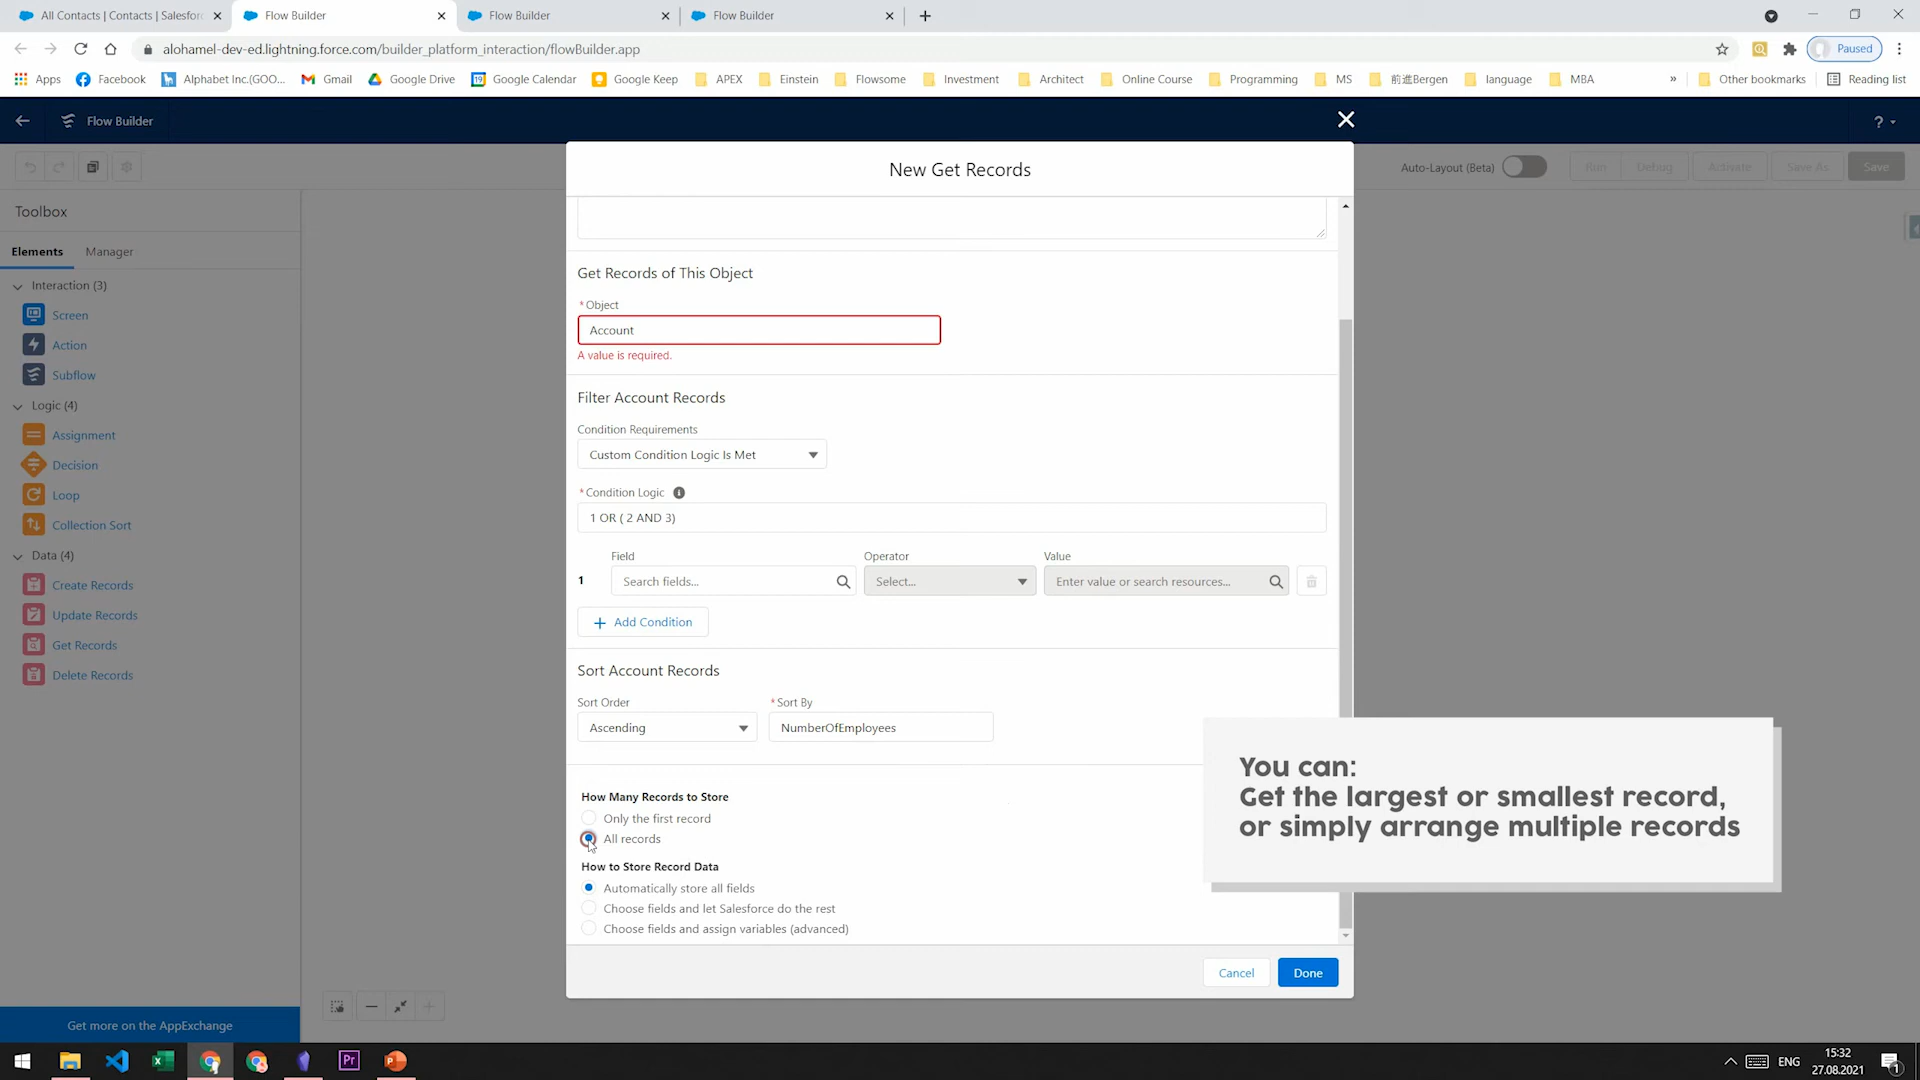 All Contacts | Contacts | Salesfor
Flow Builder
Flow Builder
Flow Builder
alohamel-dev-ed.lightning.force.com/builder_platform_interaction/flowBuilder.app
Paused
Apps
Facebook
Alphabet Inc.(GOO...
Gmail
Google Drive
Google Calendar
Google Keep
APEX
Einstein
Flowsome
Investment
Architect
Online Course
Programming
MS
前進Bergen
language
MBA
»
Other bookmarks
Reading list
Flow Builder
?
Auto-Layout (Beta)
Run
Debug
Activate
Save As
Save
Toolbox
Elements
Manager
Interaction (3)
Screen
Action
Subflow
Logic (4)
Assignment
Decision
Loop
Collection Sort
Data (4)
Create Records
Update Records
Get Records
Delete Records
Get more on the AppExchange
New Get Records
Get Records of This Object
* Object
Account
A value is required.
Filter Account Records
Condition Requirements
Custom Condition Logic Is Met
* Condition Logic
1 OR ( 2 AND 3)
Field
Operator
Value
1
Search fields...
Select...
Enter value or search resources...
+ Add Condition
Sort Account Records
Sort Order
* Sort By
Ascending
NumberOfEmployees
How Many Records to Store
Only the first record
All records
How to Store Record Data
Automatically store all fields
Choose fields and let Salesforce do the rest
Choose fields and assign variables (advanced)
Cancel
Done
You can:
Get the largest or smallest record,
or simply arrange multiple records
Pr
ENG
15:32
27.08.2021
1